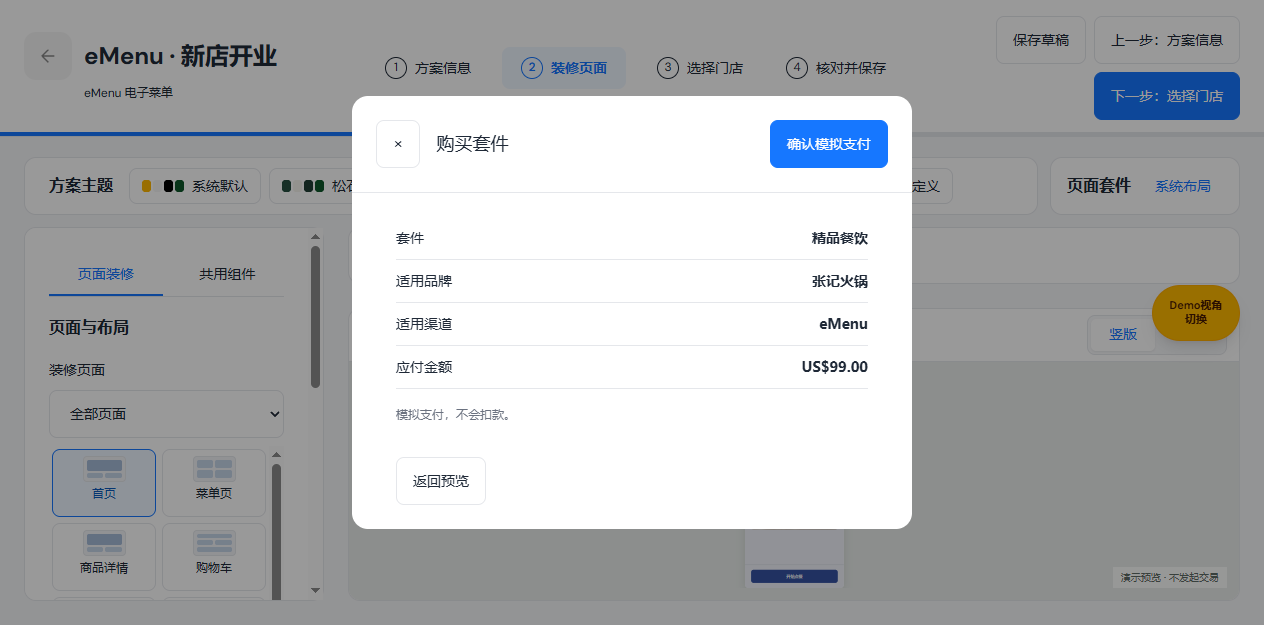 eMenu · 新店开业
eMenu 电子菜单
1 方案信息
2 装修页面
3 选择门店
4 核对并保存
保存草稿
上一步：方案信息
下一步：选择门店
× 购买套件
确认模拟支付
方案主题
系统默认
松石
定义
页面套件
系统布局
页面装修
共用组件
页面与布局
装修页面
全部页面
首页
菜单页
商品详情
购物车
套件 精品餐饮
适用品牌 张记火锅
适用渠道 eMenu
应付金额 US$99.00
模拟支付，不会扣款。
返回预览
Demo视角
切换
竖版
演示预览 · 不发起交易